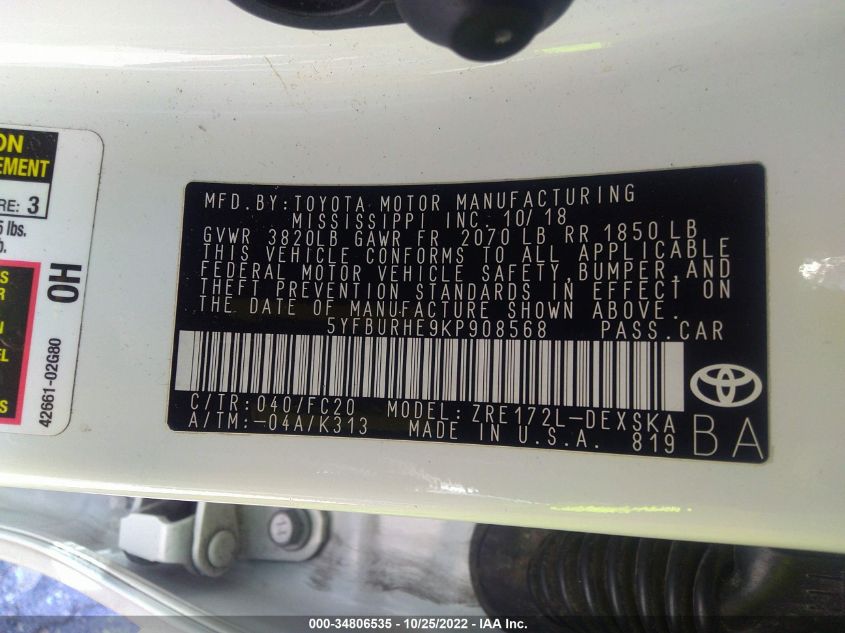 ON
EMENT
RE: 3
5 lbs.
b.
S
R
EL
OH
42661-02G80
MFD.BY:TOYOTA MOTOR MANUFACTURING
MISSISSIPPI INC. 10/18
GVWR 3820LB GAWR FR 2070 LB RR 1850 LB
THIS VEHICLE CONFORMS TO ALL APPLICABLE
FEDERAL MOTOR VEHICLE SAFETY,BUMPER,AND
THEFT PREVENTION STANDARDS IN EFFECT ON
THE DATE OF MANUFACTURE SHOWN ABOVE.
5YFBURHE9KP908568 PASS.CAR
C/TR:040/FC20 MODEL:ZRE172L-DEXSKA
A/TM:-04A/K313 MADE IN U.S.A. 819
BA
000-34806535 - 10/25/2022 - IAA Inc.